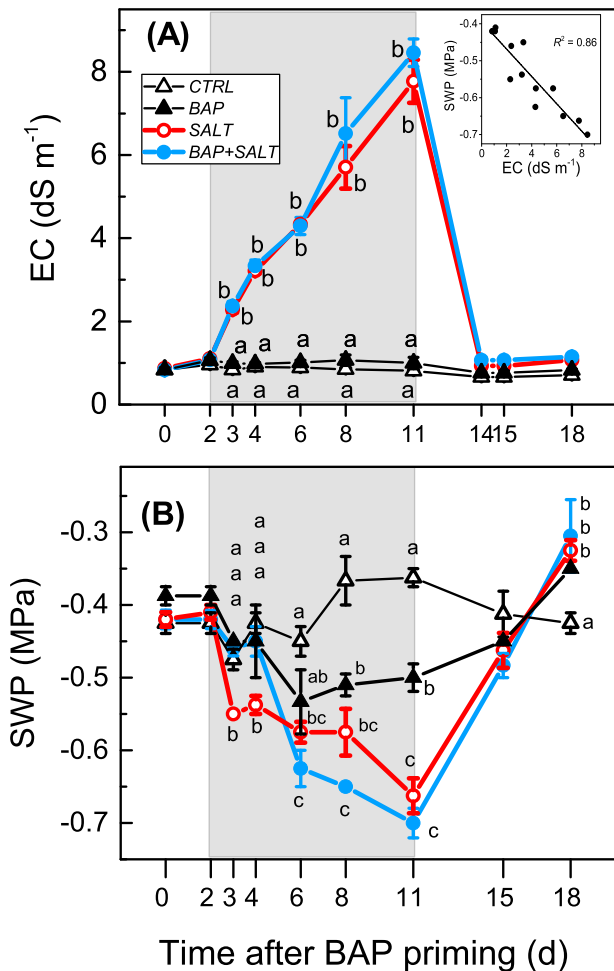 (A)
CTRL
BAP
SALT
BAP+SALT
EC (dS m⁻¹)
8
6
4
2
0
b
b
b
b
b
b
b
b
b
b
a a a a a
a a a a a
0 2 3 4 6 8 11 14 15 18
R² = 0.86
SWP (MPa)
-0.4
-0.5
-0.6
-0.7
0 2 4 6 8
EC (dS m⁻¹)
(B)
SWP (MPa)
-0.3
-0.4
-0.5
-0.6
-0.7
a
a
a
a
a
a
a
a
a
a
ab
b
b
b
b
bc
bc
c
c
c
c
b
b
b
0 2 3 4 6 8 11 15 18
Time after BAP priming (d)